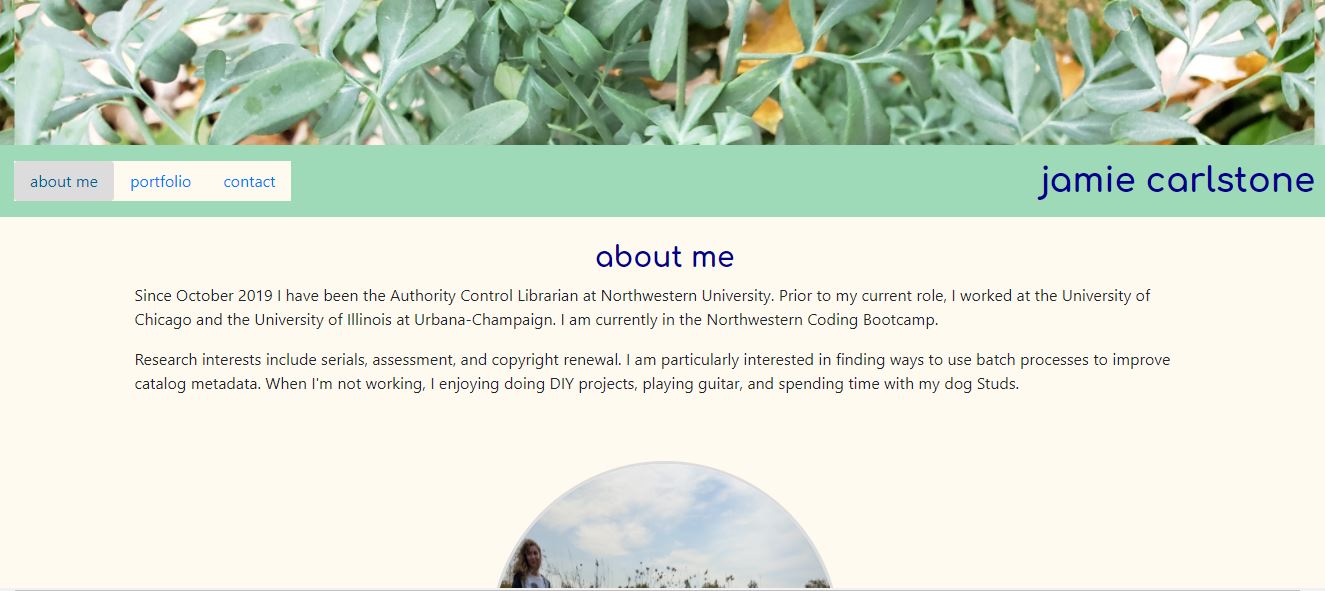 about me portfolio contact
jamie carlstone
about me
Since October 2019 I have been the Authority Control Librarian at Northwestern University. Prior to my current role, I worked at the University of
Chicago and the University of Illinois at Urbana-Champaign. I am currently in the Northwestern Coding Bootcamp.
Research interests include serials, assessment, and copyright renewal. I am particularly interested in finding ways to use batch processes to improve
catalog metadata. When I'm not working, I enjoying doing DIY projects, playing guitar, and spending time with my dog Studs.